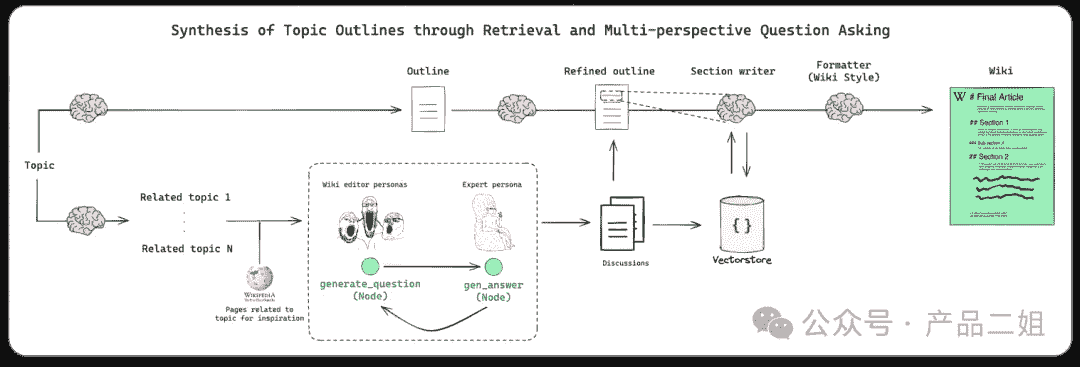 Synthesis of Topic Outlines through Retrieval and Multi-perspective Question Asking
Outline
Refined outline
Section writer
Formatter
(Wiki Style)
Wiki
W # Final Article
## Section 1
### Sub section A
## Section 2
Topic
Related topic 1
Related topic N
WIKIPEDIA
Pages related to
topic for inspiration
Wiki editor personas
Expert persona
generate_question
(Node)
gen_answer
(Node)
Discussions
{}
Vectorstore
公众号 · 产品二姐